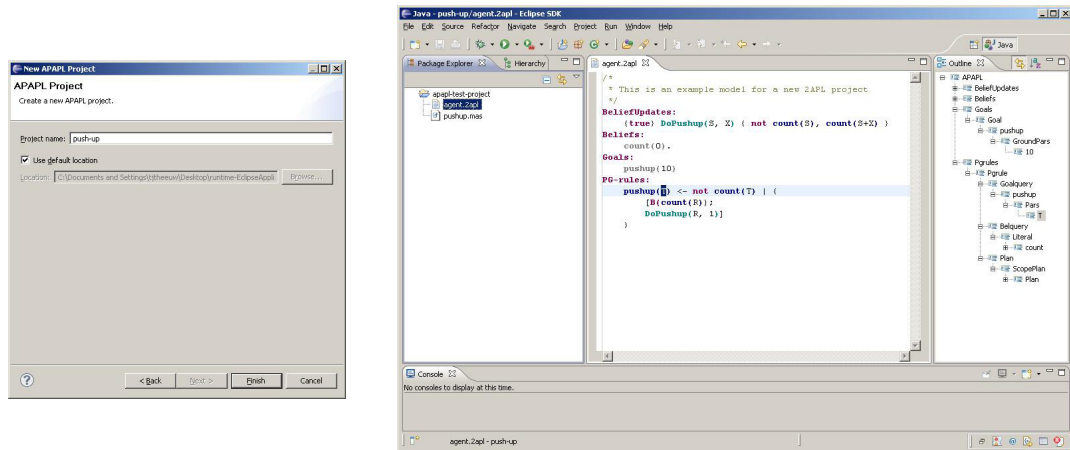 New APAPL Project
APAPL Project
Create a new APAPL project.
Project name: push-up
Use default location
Location: C:\Documents and Settings\tjtheeuw\Desktop\runtime-EclipseAppli Browse...
< Back Next > Finish Cancel
Java - push-up/agent.2apl - Eclipse SDK
File Edit Source Refactor Navigate Search Project Run Window Help
Java
Package Explorer Hierarchy
apapl-test-project
agent.2apl
pushup.mas
agent.2apl
/*
* This is an example model for a new 2APL project
*/
BeliefUpdates:
{true} DoPushup(S, X) { not count(S), count(S+X) }
Beliefs:
count(0).
Goals:
pushup(10)
PG-rules:
pushup(T) <- not count(T) | {
[B(count(R));
DoPushup(R, 1)]
}
Outline
APAPL
BeliefUpdates
Beliefs
Goals
Goal
pushup
GroundPars
10
Pgrules
Pgrule
Goalquery
pushup
Pars
T
Belquery
Literal
count
Plan
ScopePlan
Plan
Console
No consoles to display at this time.
agent.2apl - push-up